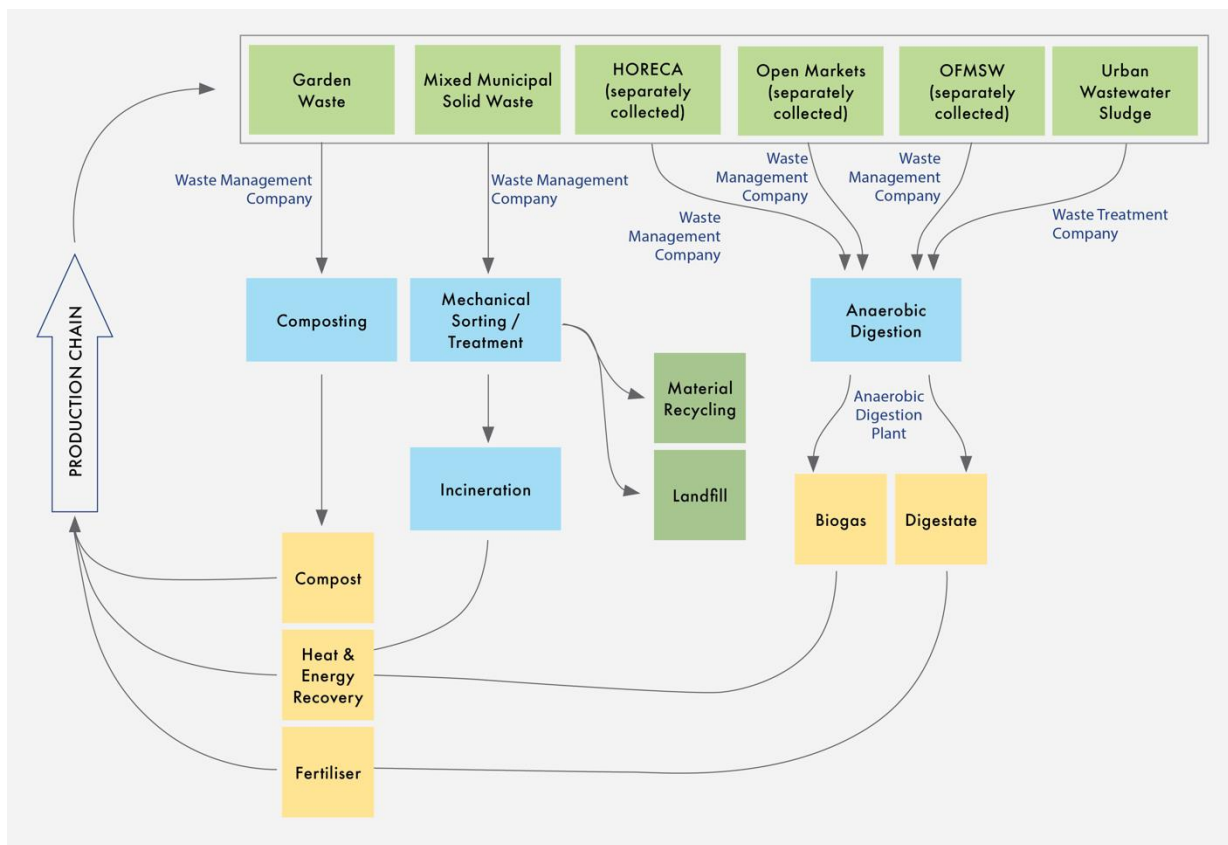 Garden
Waste
Mixed Municipal
Solid Waste
HORECA
(separately
collected)
Open Markets
(separately
collected)
OFMSW
(separately
collected)
Urban
Wastewater
Sludge
Waste Management
Company
Waste Management
Company
Waste
Management
Company
Waste
Management
Company
Waste
Management
Company
Waste Treatment
Company
PRODUCTION CHAIN
Composting
Mechanical
Sorting /
Treatment
Anaerobic
Digestion
Material
Recycling
Anaerobic
Digestion
Plant
Incineration
Landfill
Biogas
Digestate
Compost
Heat &
Energy
Recovery
Fertiliser